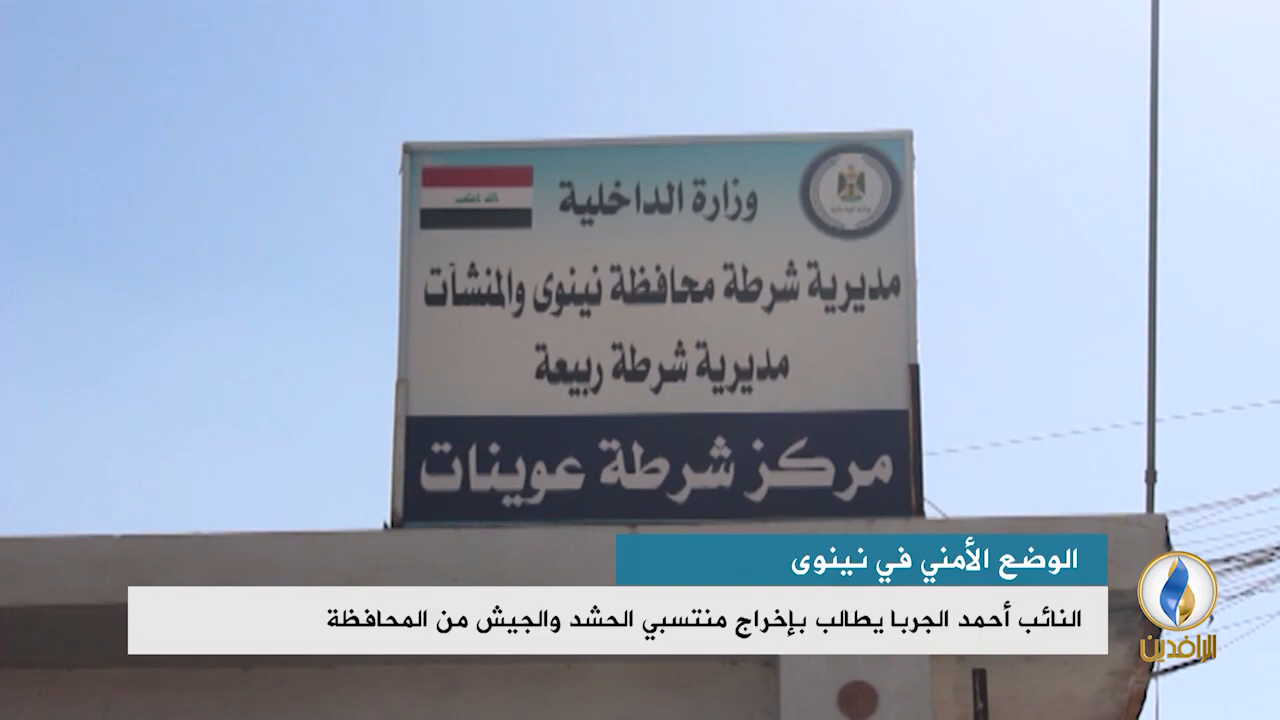 وزارة الداخلية
مديرية شرطة محافظة نينوى والمنشآت
مديرية شرطة ربيعة
مركز شرطة عوينات
الوضع الأمني في نينوى
النائب أحمد الجربا يطالب بإخراج منتسبي الحشد والجيش من المحافظة
الرافدين